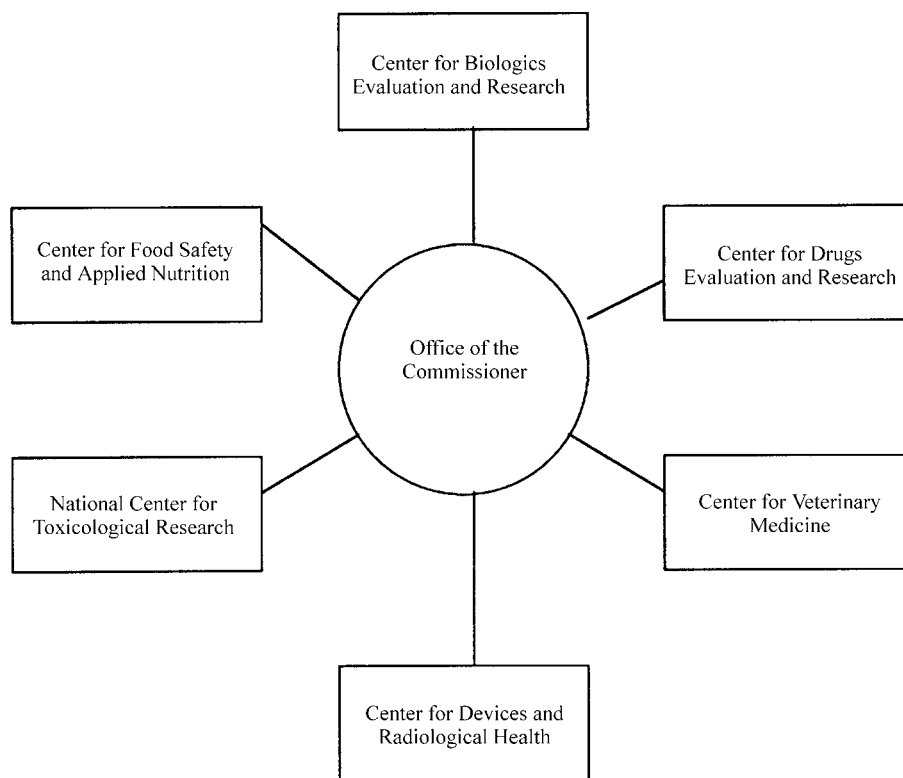 Center for Biologics
Evaluation and Research
Center for Food Safety
and Applied Nutrition
Center for Drugs
Evaluation and Research
Office of the
Commissioner
National Center for
Toxicological Research
Center for Veterinary
Medicine
Center for Devices and
Radiological Health